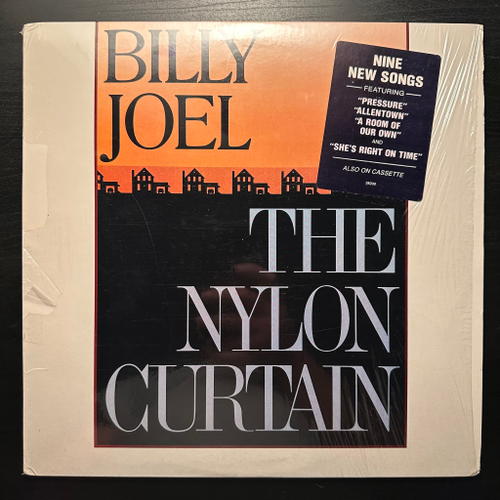 BILLY
JOEL
NINE
NEW SONGS
FEATURING
"PRESSURE"
"ALLENTOWN"
"A ROOM OF
OUR OWN"
AND
"SHE'S RIGHT ON TIME"
ALSO ON CASSETTE
THE
NYLON
CURTAIN